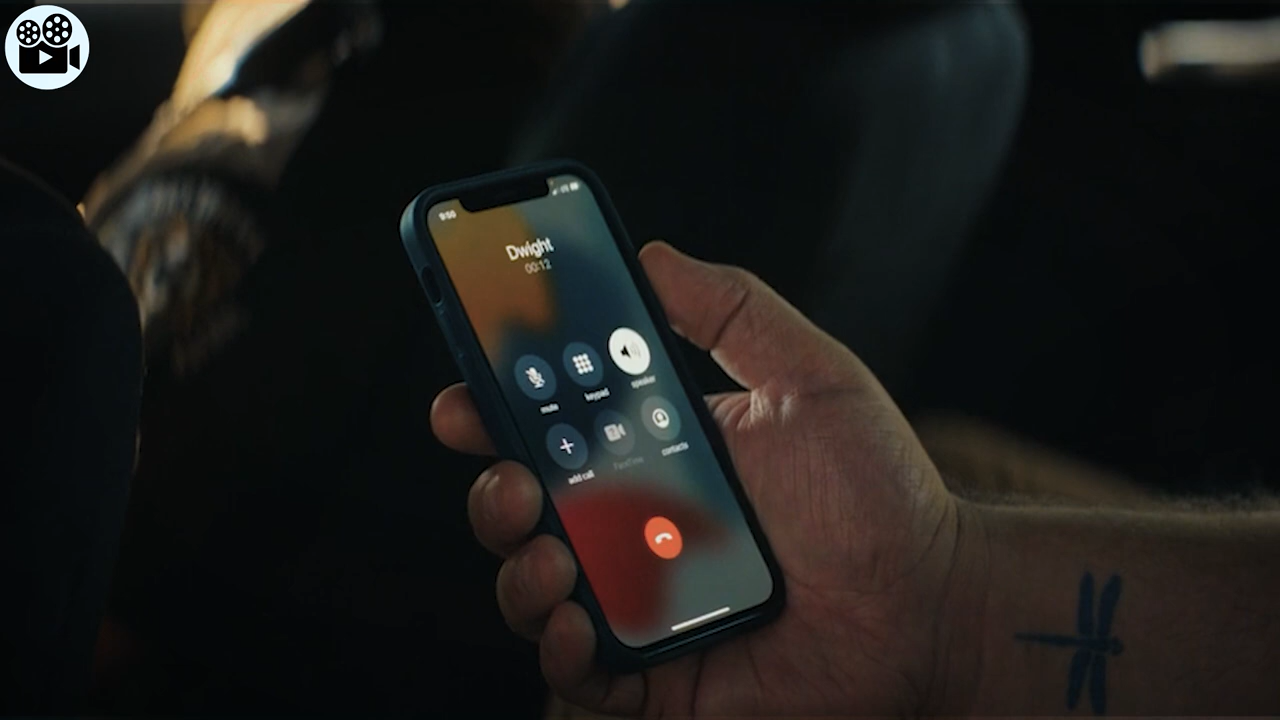 9:50
Dwight
00:12
mute
keypad
speaker
add call
FaceTime
contacts